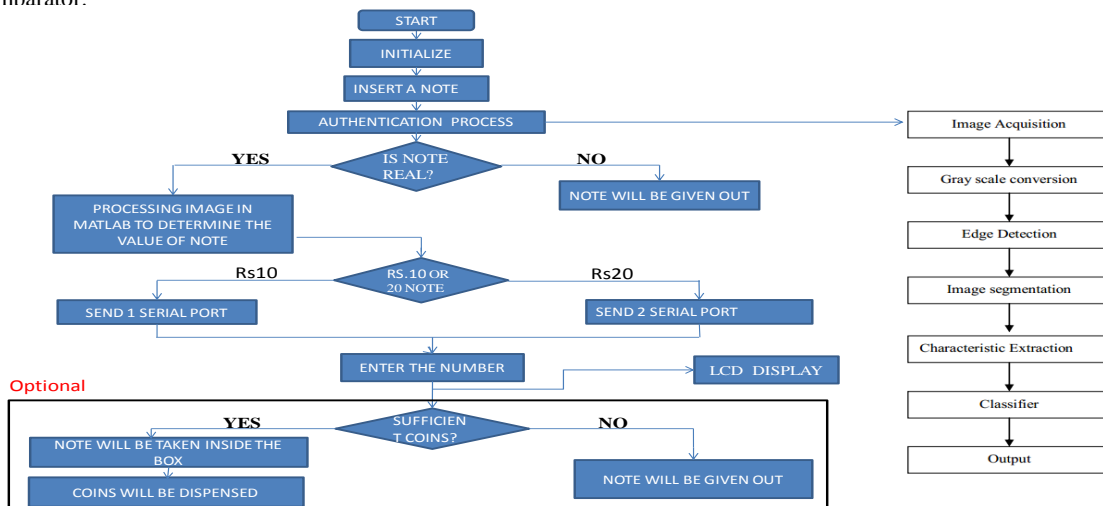 START
INITIALIZE
INSERT A NOTE
AUTHENTICATION PROCESS
IS NOTE
REAL?
YES
NO
NOTE WILL BE GIVEN OUT
PROCESSING IMAGE IN
MATLAB TO DETERMINE THE
VALUE OF NOTE
RS.10 OR
20 NOTE
Rs10
Rs20
SEND 1 SERIAL PORT
SEND 2 SERIAL PORT
ENTER THE NUMBER
LCD DISPLAY
Optional
SUFFICIEN
T COINS?
YES
NO
NOTE WILL BE TAKEN INSIDE THE
BOX
COINS WILL BE DISPENSED
NOTE WILL BE GIVEN OUT
Image Acquisition
Gray scale conversion
Edge Detection
Image segmentation
Characteristic Extraction
Classifier
Output